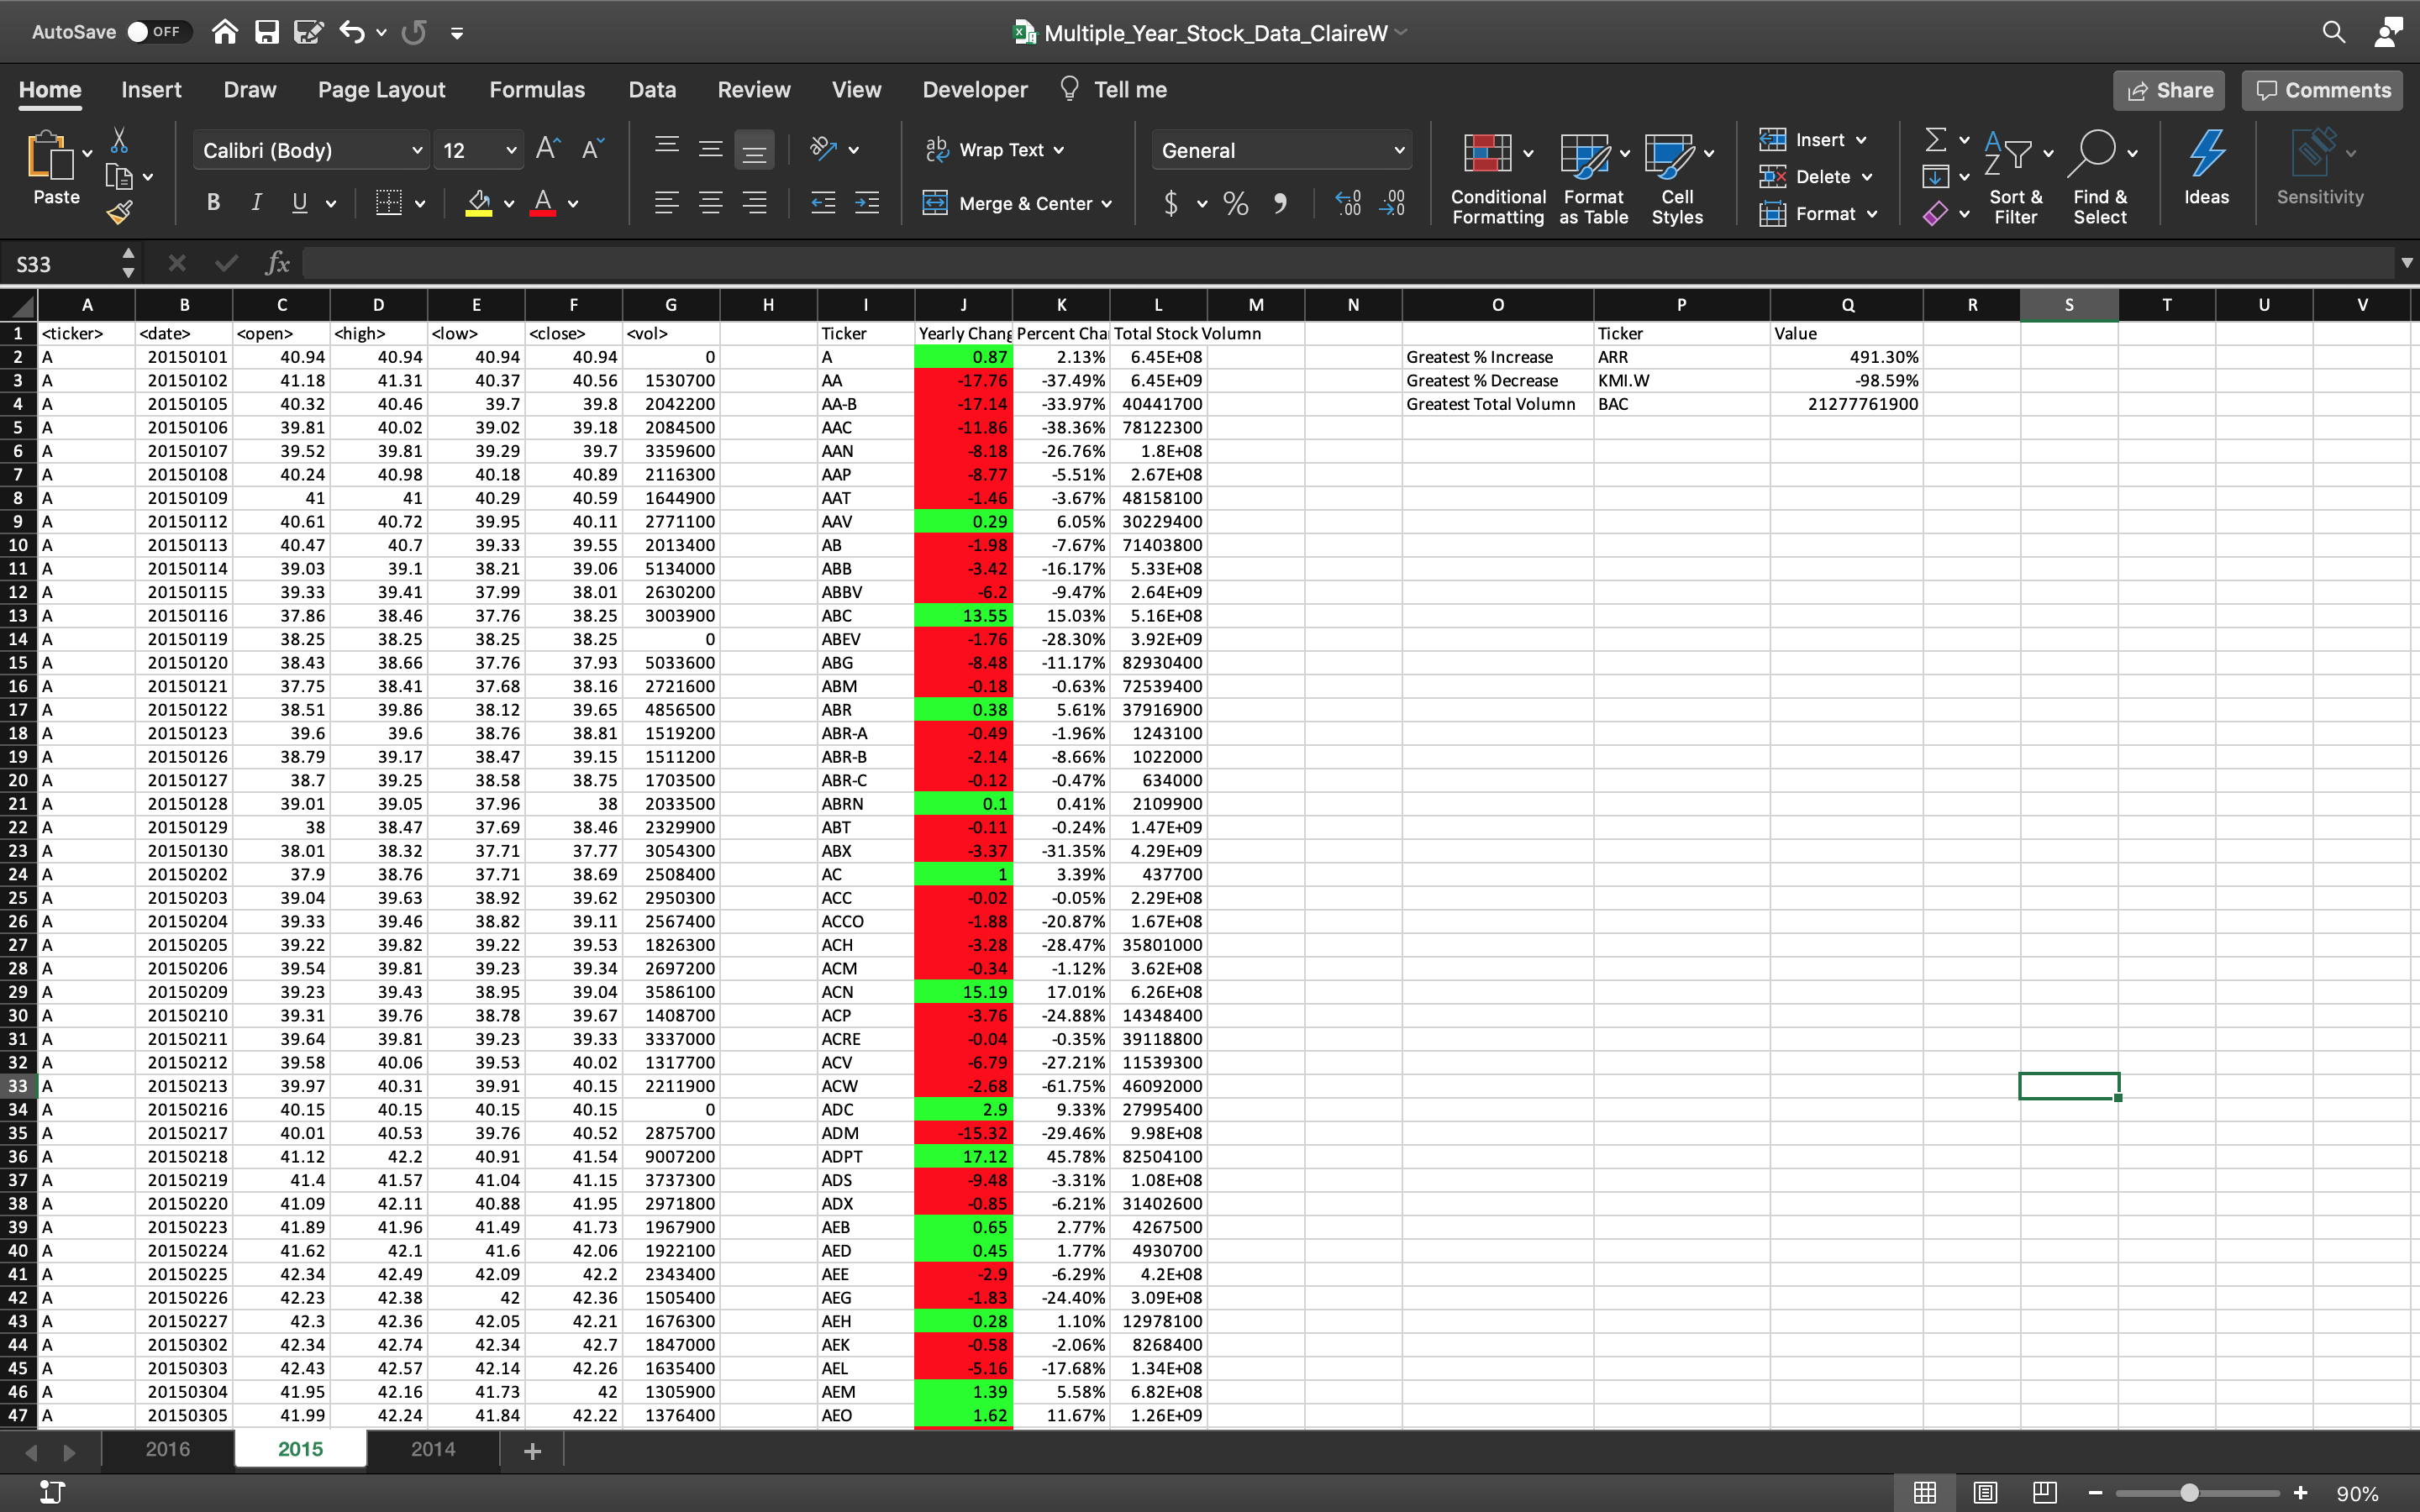 AutoSave OFF Multiple_Year_Stock_Data_ClaireW
Home Insert Draw Page Layout Formulas Data Review View Developer Tell me Share Comments
Paste Calibri (Body) 12 A^ A˅ ab Wrap Text General Conditional Formatting Format as Table Cell Styles Insert Delete Format Sort & Filter Find & Select Ideas Sensitivity
B I U A Merge & Center $ % 9 .00 .00
S33 fx
A B C D E F G H I J K L M N O P Q R S T U V
1 <ticker> <date> <open> <high> <low> <close> <vol> Ticker Yearly Chang Percent Cha Total Stock Volumn Ticker Value
2 A 20150101 40.94 40.94 40.94 40.94 0 A 0.87 2.13% 6.45E+08 Greatest % Increase ARR 491.30%
3 A 20150102 41.18 41.31 40.37 40.56 1530700 AA -17.76 -37.49% 6.45E+09 Greatest % Decrease KMI.W -98.59%
4 A 20150105 40.32 40.46 39.7 39.8 2042200 AA-B -17.14 -33.97% 40441700 Greatest Total Volumn BAC 21277761900
5 A 20150106 39.81 40.02 39.02 39.18 2084500 AAC -11.86 -38.36% 78122300
6 A 20150107 39.52 39.81 39.29 39.7 3359600 AAN -8.18 -26.76% 1.8E+08
7 A 20150108 40.24 40.98 40.18 40.89 2116300 AAP -8.77 -5.51% 2.67E+08
8 A 20150109 41 41 40.29 40.59 1644900 AAT -1.46 -3.67% 48158100
9 A 20150112 40.61 40.72 39.95 40.11 2771100 AAV 0.29 6.05% 30229400
10 A 20150113 40.47 40.7 39.33 39.55 2013400 AB -1.98 -7.67% 71403800
11 A 20150114 39.03 39.1 38.21 39.06 5134000 ABB -3.42 -16.17% 5.33E+08
12 A 20150115 39.33 39.41 37.99 38.01 2630200 ABBV -6.2 -9.47% 2.64E+09
13 A 20150116 37.86 38.46 37.76 38.25 3003900 ABC 13.55 15.03% 5.16E+08
14 A 20150119 38.25 38.25 38.25 38.25 0 ABEV -1.76 -28.30% 3.92E+09
15 A 20150120 38.43 38.66 37.76 37.93 5033600 ABG -8.48 -11.17% 82930400
16 A 20150121 37.75 38.41 37.68 38.16 2721600 ABM -0.18 -0.63% 72539400
17 A 20150122 38.51 39.86 38.12 39.65 4856500 ABR 0.38 5.61% 37916900
18 A 20150123 39.6 39.6 38.76 38.81 1519200 ABR-A -0.49 -1.96% 1243100
19 A 20150126 38.79 39.17 38.47 39.15 1511200 ABR-B -2.14 -8.66% 1022000
20 A 20150127 38.7 39.25 38.58 38.75 1703500 ABR-C -0.12 -0.47% 634000
21 A 20150128 39.01 39.05 37.96 38 2033500 ABRN 0.1 0.41% 2109900
22 A 20150129 38 38.47 37.69 38.46 2329900 ABT -0.11 -0.24% 1.47E+09
23 A 20150130 38.01 38.32 37.71 37.77 3054300 ABX -3.37 -31.35% 4.29E+09
24 A 20150202 37.9 38.76 37.71 38.69 2508400 AC 1 3.39% 437700
25 A 20150203 39.04 39.63 38.92 39.62 2950300 ACC -0.02 -0.05% 2.29E+08
26 A 20150204 39.33 39.46 38.82 39.11 2567400 ACCO -1.88 -20.87% 1.67E+08
27 A 20150205 39.22 39.82 39.22 39.53 1826300 ACH -3.28 -28.47% 35801000
28 A 20150206 39.54 39.81 39.23 39.34 2697200 ACM -0.34 -1.12% 3.62E+08
29 A 20150209 39.23 39.43 38.95 39.04 3586100 ACN 15.19 17.01% 6.26E+08
30 A 20150210 39.31 39.76 38.78 39.67 1408700 ACP -3.76 -24.88% 14348400
31 A 20150211 39.64 39.81 39.23 39.33 3337000 ACRE -0.04 -0.35% 39118800
32 A 20150212 39.58 40.06 39.53 40.02 1317700 ACV -6.79 -27.21% 11539300
33 A 20150213 39.97 40.31 39.91 40.15 2211900 ACW -2.68 -61.75% 46092000
34 A 20150216 40.15 40.15 40.15 40.15 0 ADC 2.9 9.33% 27995400
35 A 20150217 40.01 40.53 39.76 40.52 2875700 ADM -15.32 -29.46% 9.98E+08
36 A 20150218 41.12 42.2 40.91 41.54 9007200 ADPT 17.12 45.78% 82504100
37 A 20150219 41.4 41.57 41.04 41.15 3737300 ADS -9.48 -3.31% 1.08E+08
38 A 20150220 41.09 42.11 40.88 41.95 2971800 ADX -0.85 -6.21% 31402600
39 A 20150223 41.89 41.96 41.49 41.73 1967900 AEB 0.65 2.77% 4267500
40 A 20150224 41.62 42.1 41.6 42.06 1922100 AED 0.45 1.77% 4930700
41 A 20150225 42.34 42.49 42.09 42.2 2343400 AEE -2.9 -6.29% 4.2E+08
42 A 20150226 42.23 42.38 42 42.36 1505400 AEG -1.83 -24.40% 3.09E+08
43 A 20150227 42.3 42.36 42.05 42.21 1676300 AEH 0.28 1.10% 12978100
44 A 20150302 42.34 42.74 42.34 42.7 1847000 AEK -0.58 -2.06% 8268400
45 A 20150303 42.43 42.57 42.14 42.26 1635400 AEL -5.16 -17.68% 1.34E+08
46 A 20150304 41.95 42.16 41.73 42 1305900 AEM 1.39 5.58% 6.82E+08
47 A 20150305 41.99 42.24 41.84 42.22 1376400 AEO 1.62 11.67% 1.26E+09
2016 2015 2014 +
90%